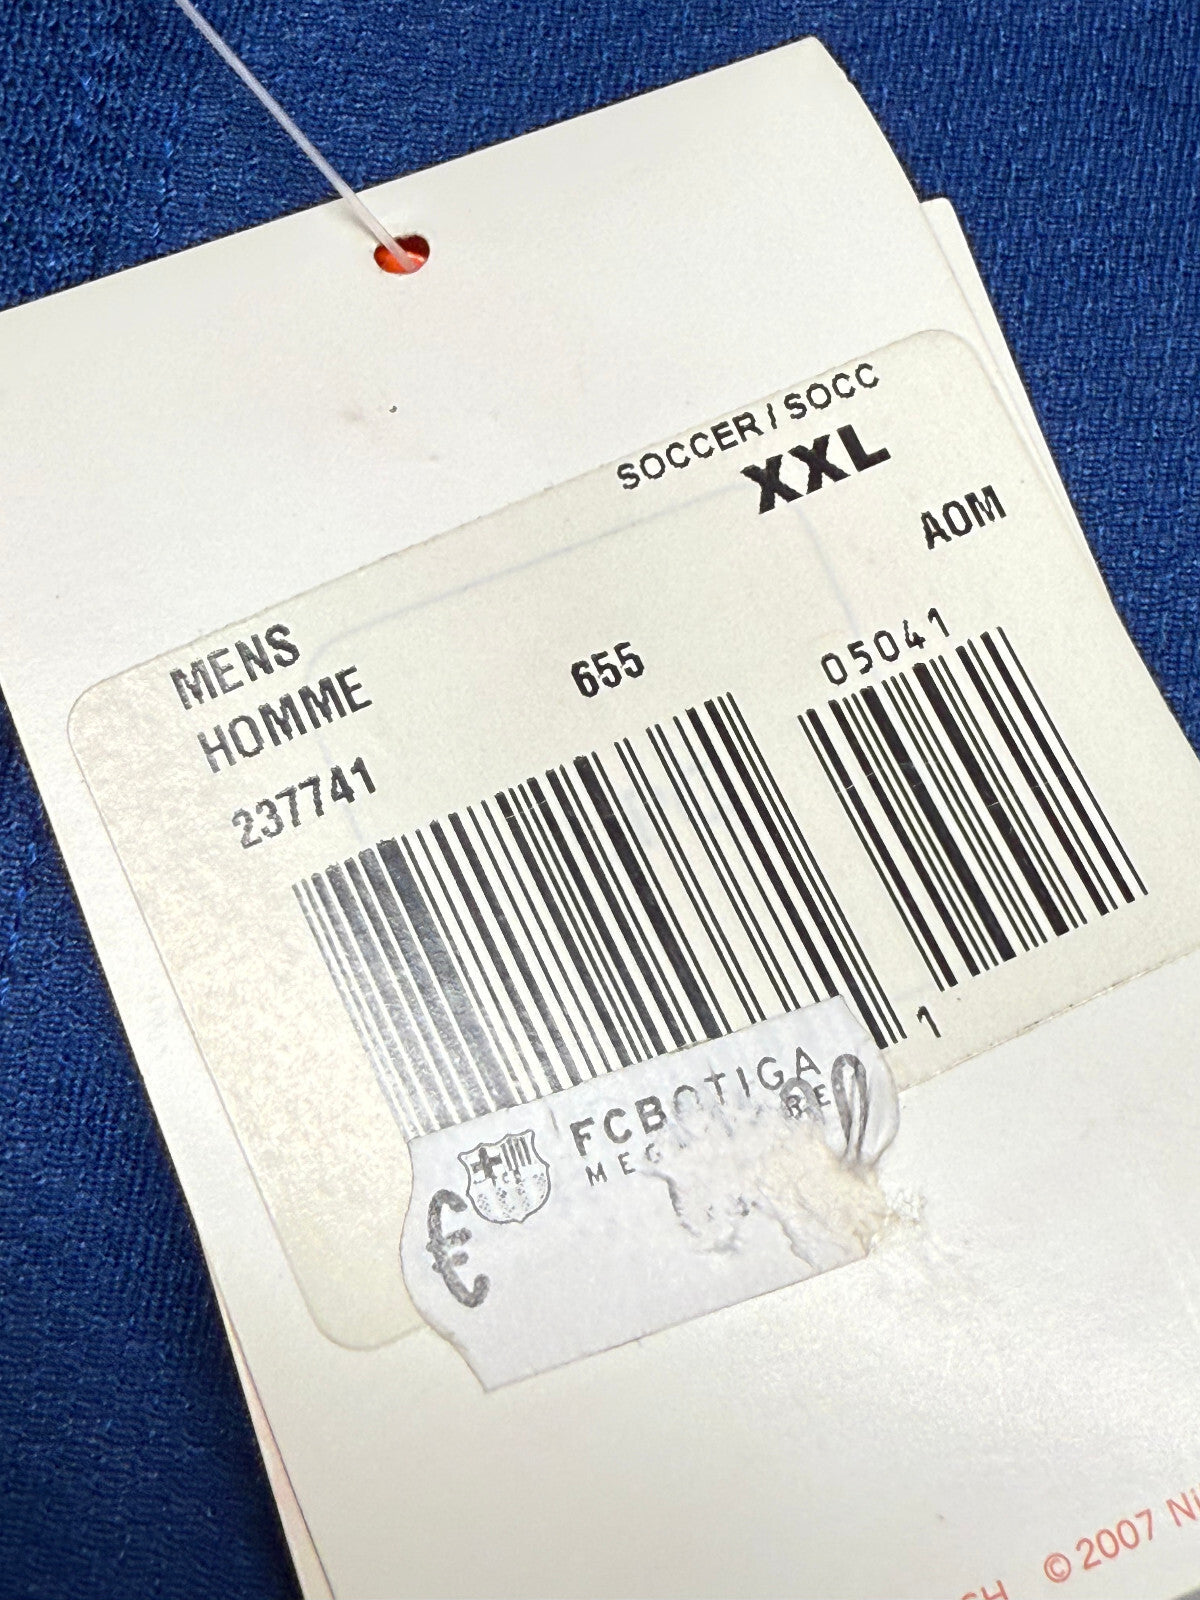 SOCCER / SOCC
XXL
AOM
MENS
HOMME
655
05041
237741
1
FCBOTIGA
€
© 2007